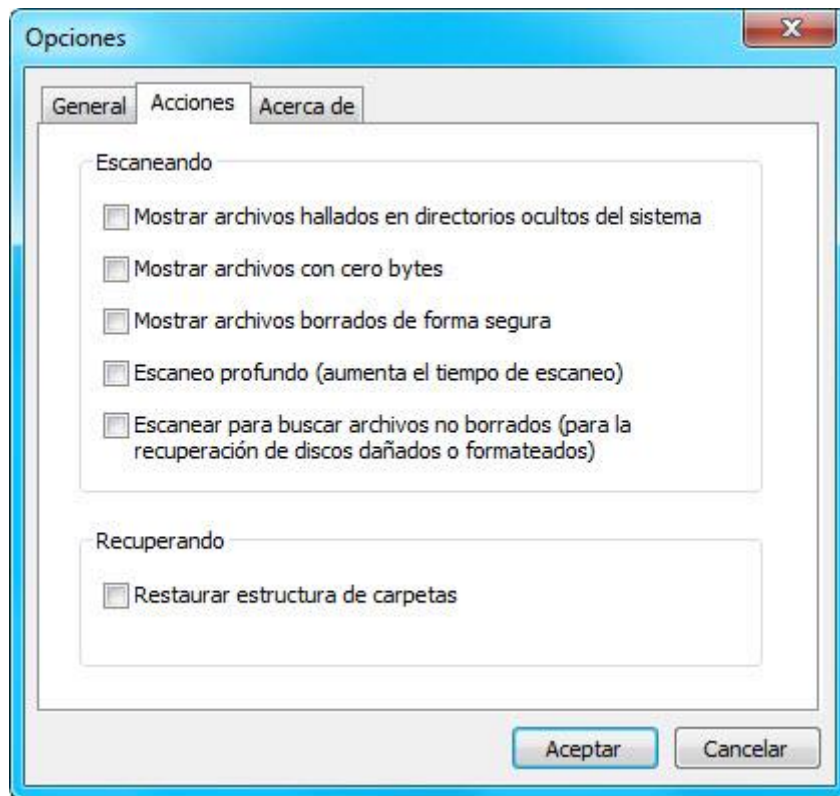 Opciones
General
Acciones
Acerca de
Escaneando
Mostrar archivos hallados en directorios ocultos del sistema
Mostrar archivos con cero bytes
Mostrar archivos borrados de forma segura
Escaneo profundo (aumenta el tiempo de escaneo)
Escanear para buscar archivos no borrados (para la
recuperación de discos dañados o formateados)
Recuperando
Restaurar estructura de carpetas
Aceptar
Cancelar